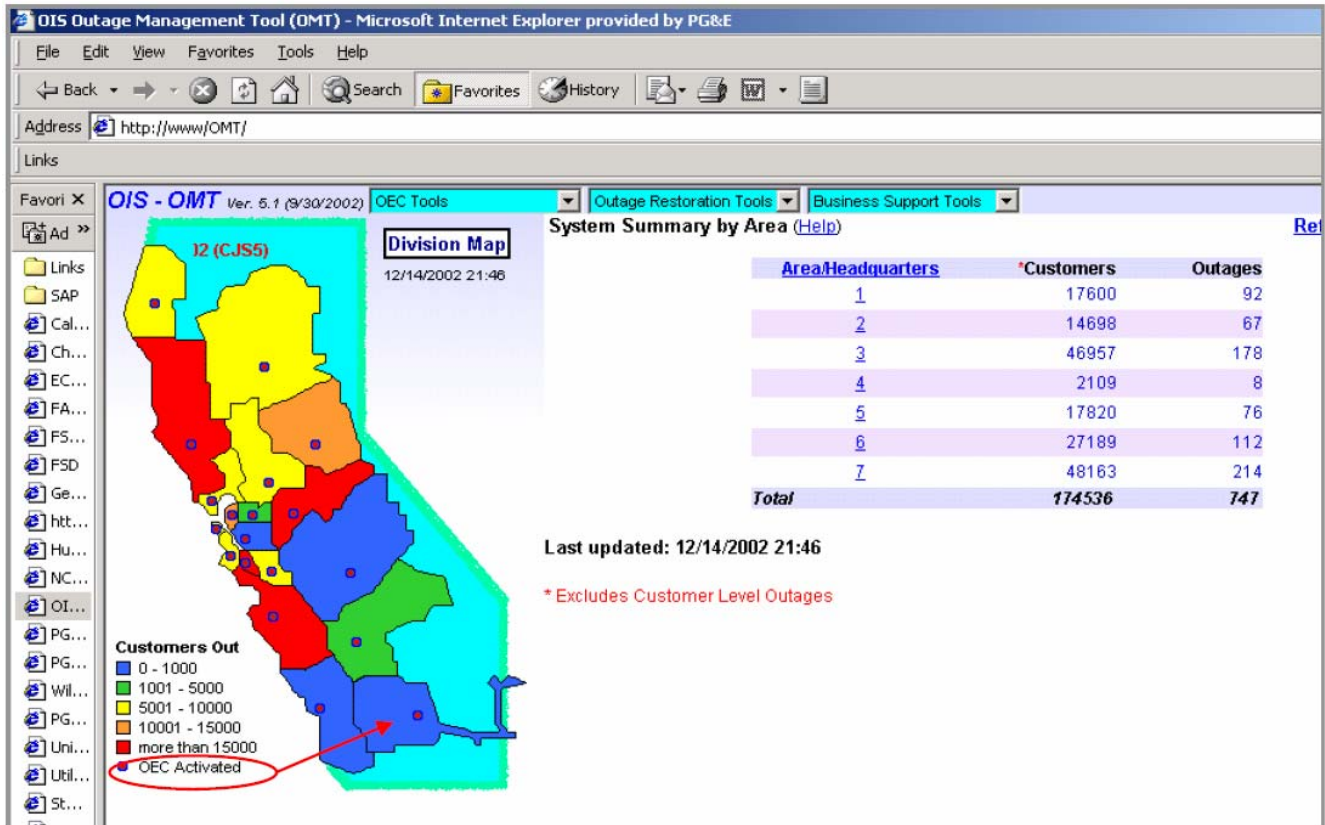 OIS Outage Management Tool (OMT) - Microsoft Internet Explorer provided by PG&E
File Edit View Favorites Tools Help
Back Search Favorites History
Address http://www/OMT/
Links
Favori X
OIS - OMT Ver. 5.1 (9/30/2002) OEC Tools Outage Restoration Tools Business Support Tools
Ad »
Links
SAP
Cal...
Ch...
EC...
FA...
FS...
FSD
Ge...
htt...
Hu...
NC...
OI...
PG...
PG...
Wil...
PG...
Uni...
Util...
St...
)2 (CJS5)
Division Map
12/14/2002 21:46
Customers Out
0 - 1000
1001 - 5000
5001 - 10000
10001 - 15000
more than 15000
OEC Activated
System Summary by Area (Help) Ref
Area/Headquarters *Customers Outages
1 17600 92
2 14698 67
3 46957 178
4 2109 8
5 17820 76
6 27189 112
7 48163 214
Total 174536 747
Last updated: 12/14/2002 21:46
* Excludes Customer Level Outages